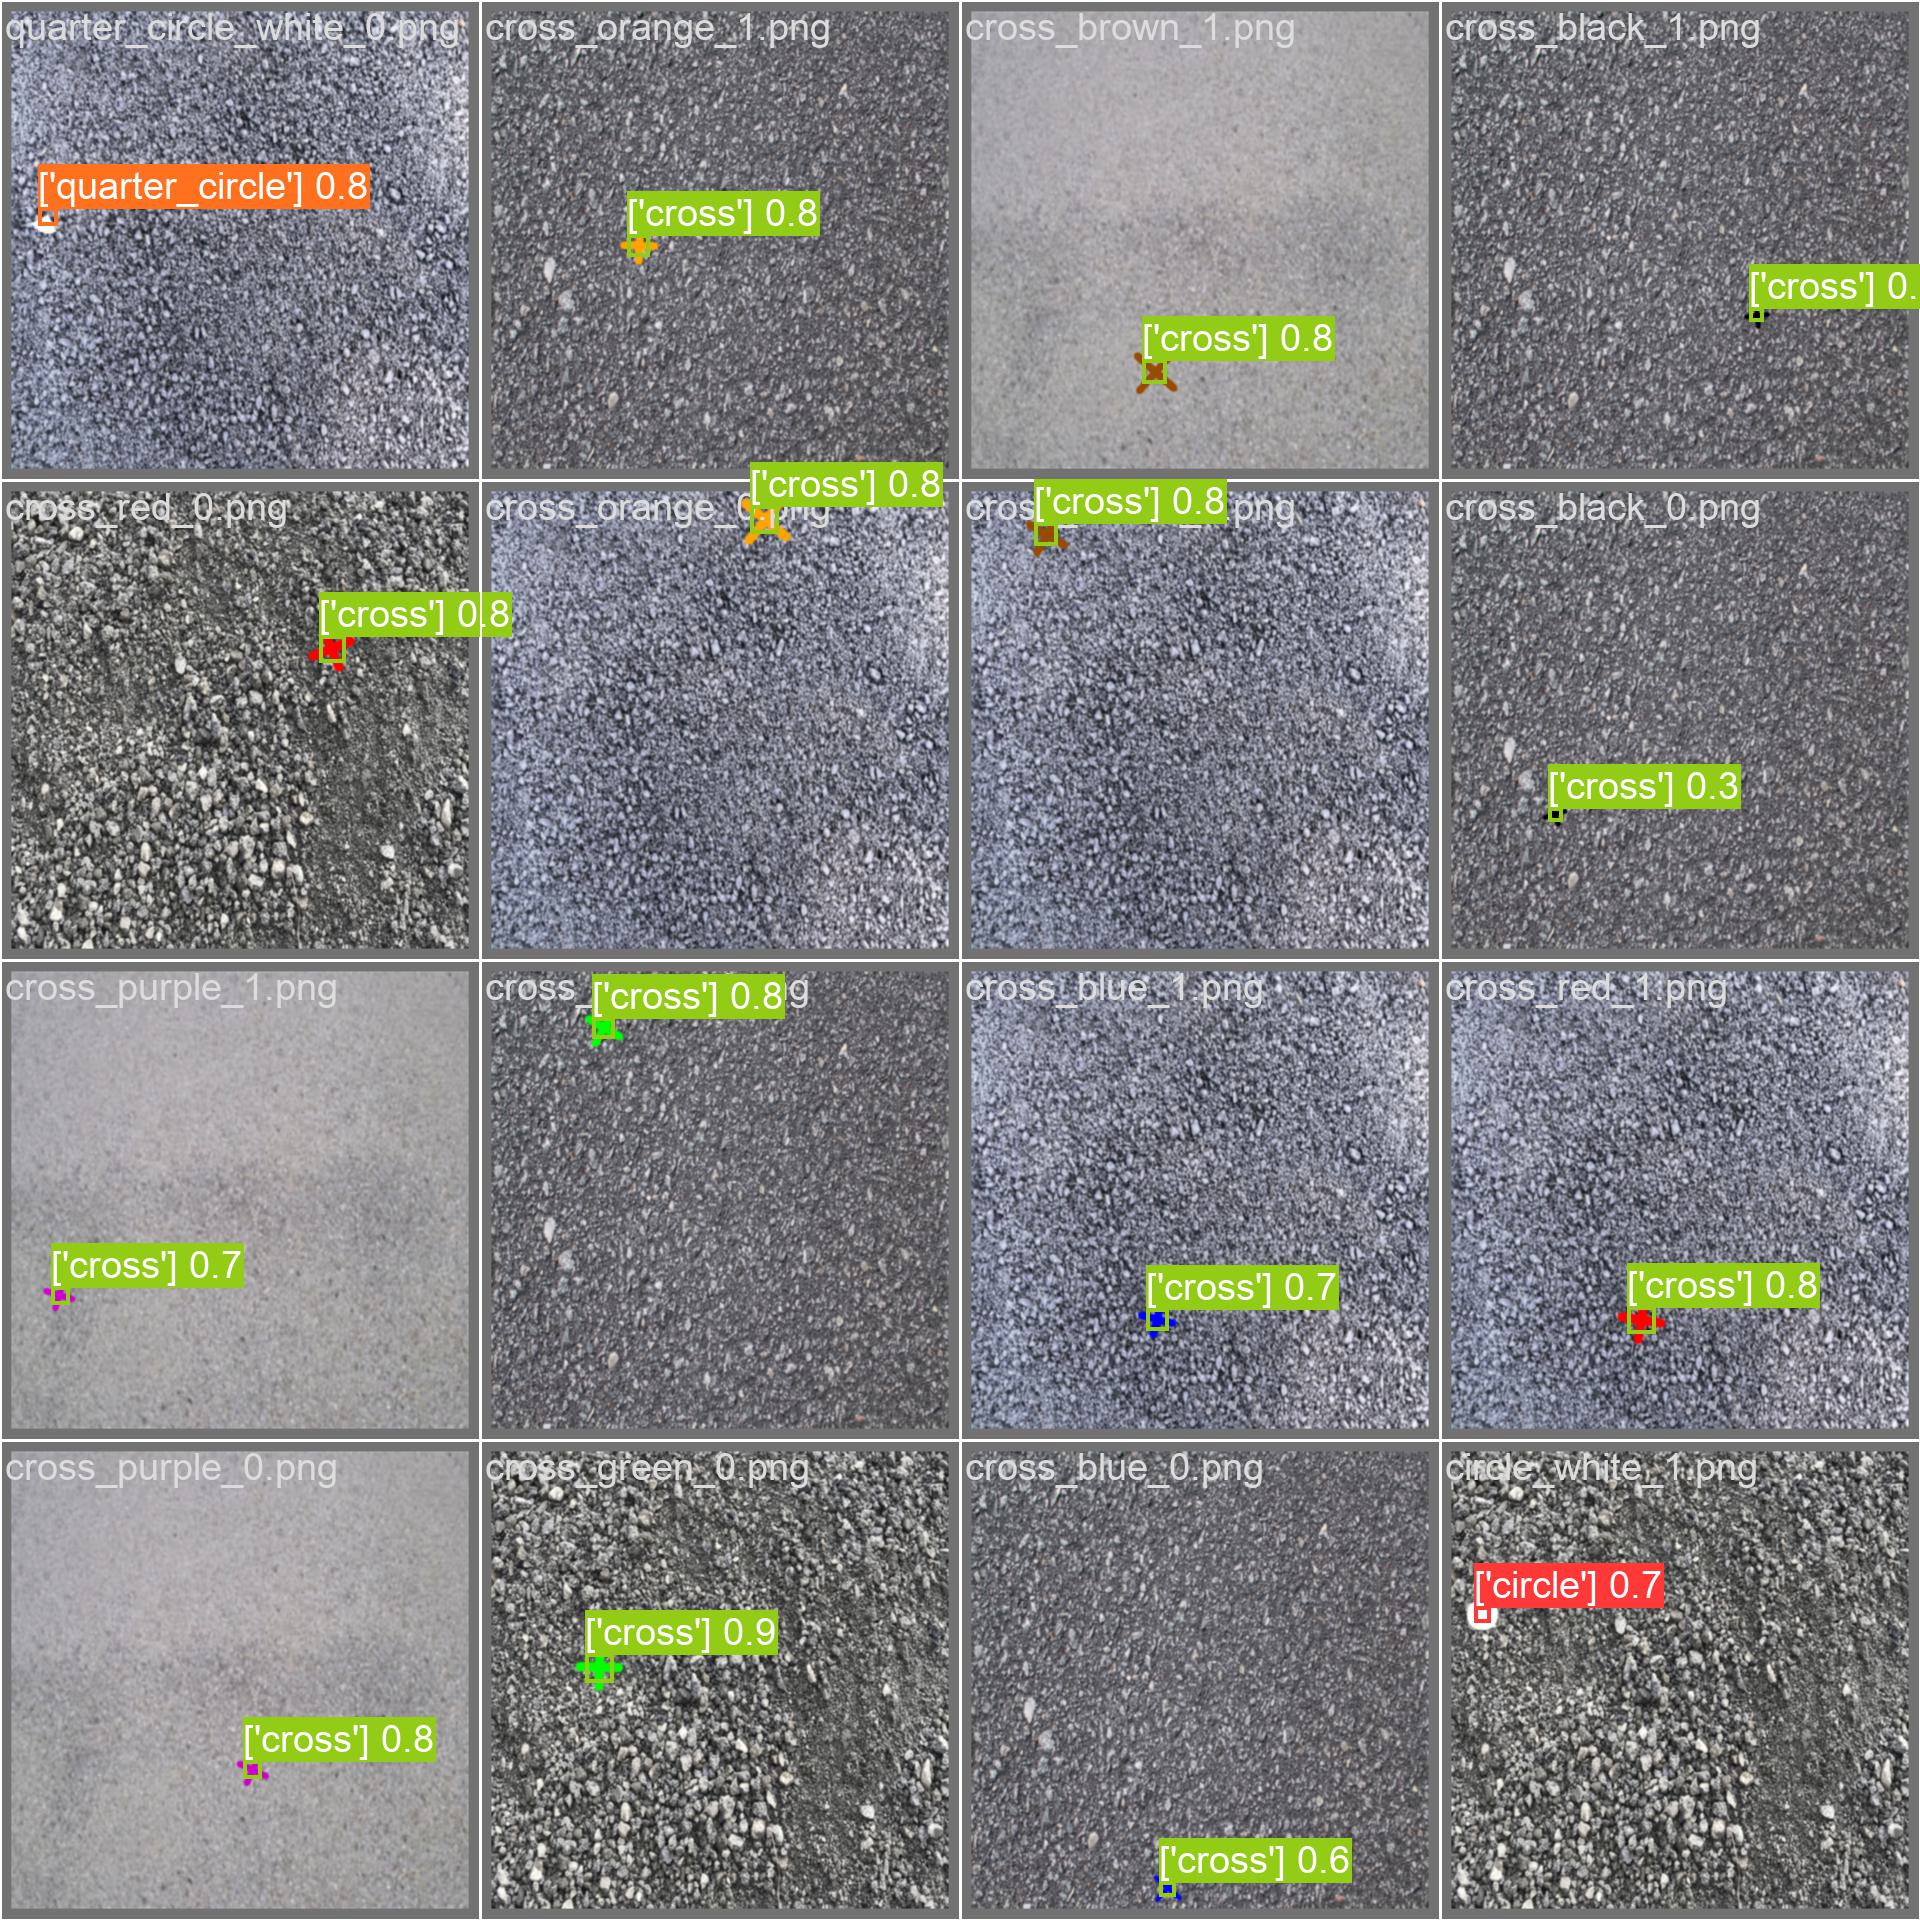 quarter_circle_white_0.png
['quarter_circle'] 0.8
cross_orange_1.png
['cross'] 0.8
cross_brown_1.png
['cross'] 0.8
cross_black_1.png
['cross'] 0.
cross_red_0.png
['cross'] 0.8
cross_orange_0.png
['cross'] 0.8
['cross'] 0.8
cross_black_0.png
['cross'] 0.3
cross_purple_1.png
['cross'] 0.7
['cross'] 0.8
cross_blue_1.png
['cross'] 0.7
cross_red_1.png
['cross'] 0.8
cross_purple_0.png
['cross'] 0.8
cross_green_0.png
['cross'] 0.9
cross_blue_0.png
['cross'] 0.6
circle_white_1.png
['circle'] 0.7